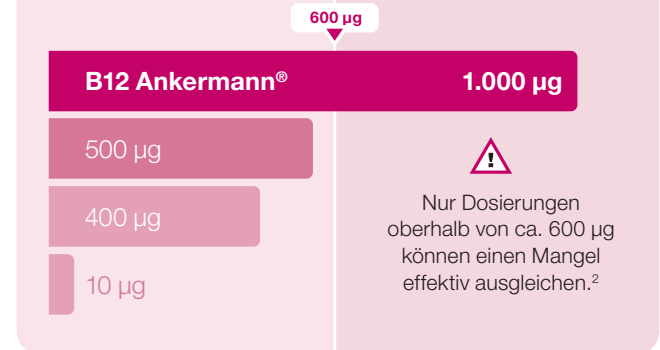 600 µg
B12 Ankermann® 1.000 µg
500 µg
400 µg
10 µg
Nur Dosierungen
oberhalb von ca. 600 µg
können einen Mangel
effektiv ausgleichen.²